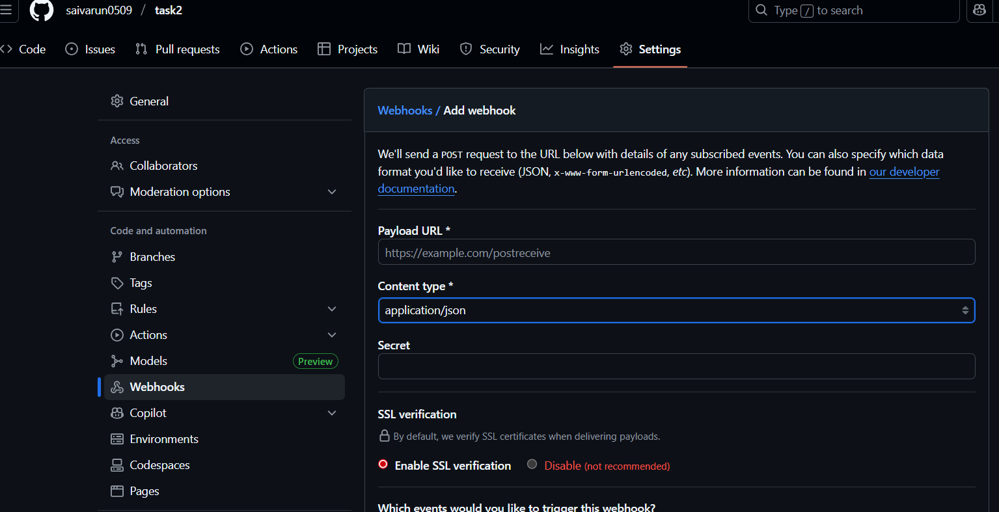 saivarun0509 / task2
Type / to search
Code Issues Pull requests Actions Projects Wiki Security Insights Settings
General
Access
Collaborators
Moderation options
Code and automation
Branches
Tags
Rules
Actions
Models Preview
Webhooks
Copilot
Environments
Codespaces
Pages
Webhooks / Add webhook
We'll send a POST request to the URL below with details of any subscribed events. You can also specify which data
format you'd like to receive (JSON, x-www-form-urlencoded, etc). More information can be found in our developer
documentation.
Payload URL *
https://example.com/postreceive
Content type *
application/json
Secret
SSL verification
By default, we verify SSL certificates when delivering payloads.
Enable SSL verification Disable (not recommended)
Which events would you like to trigger this webhook?